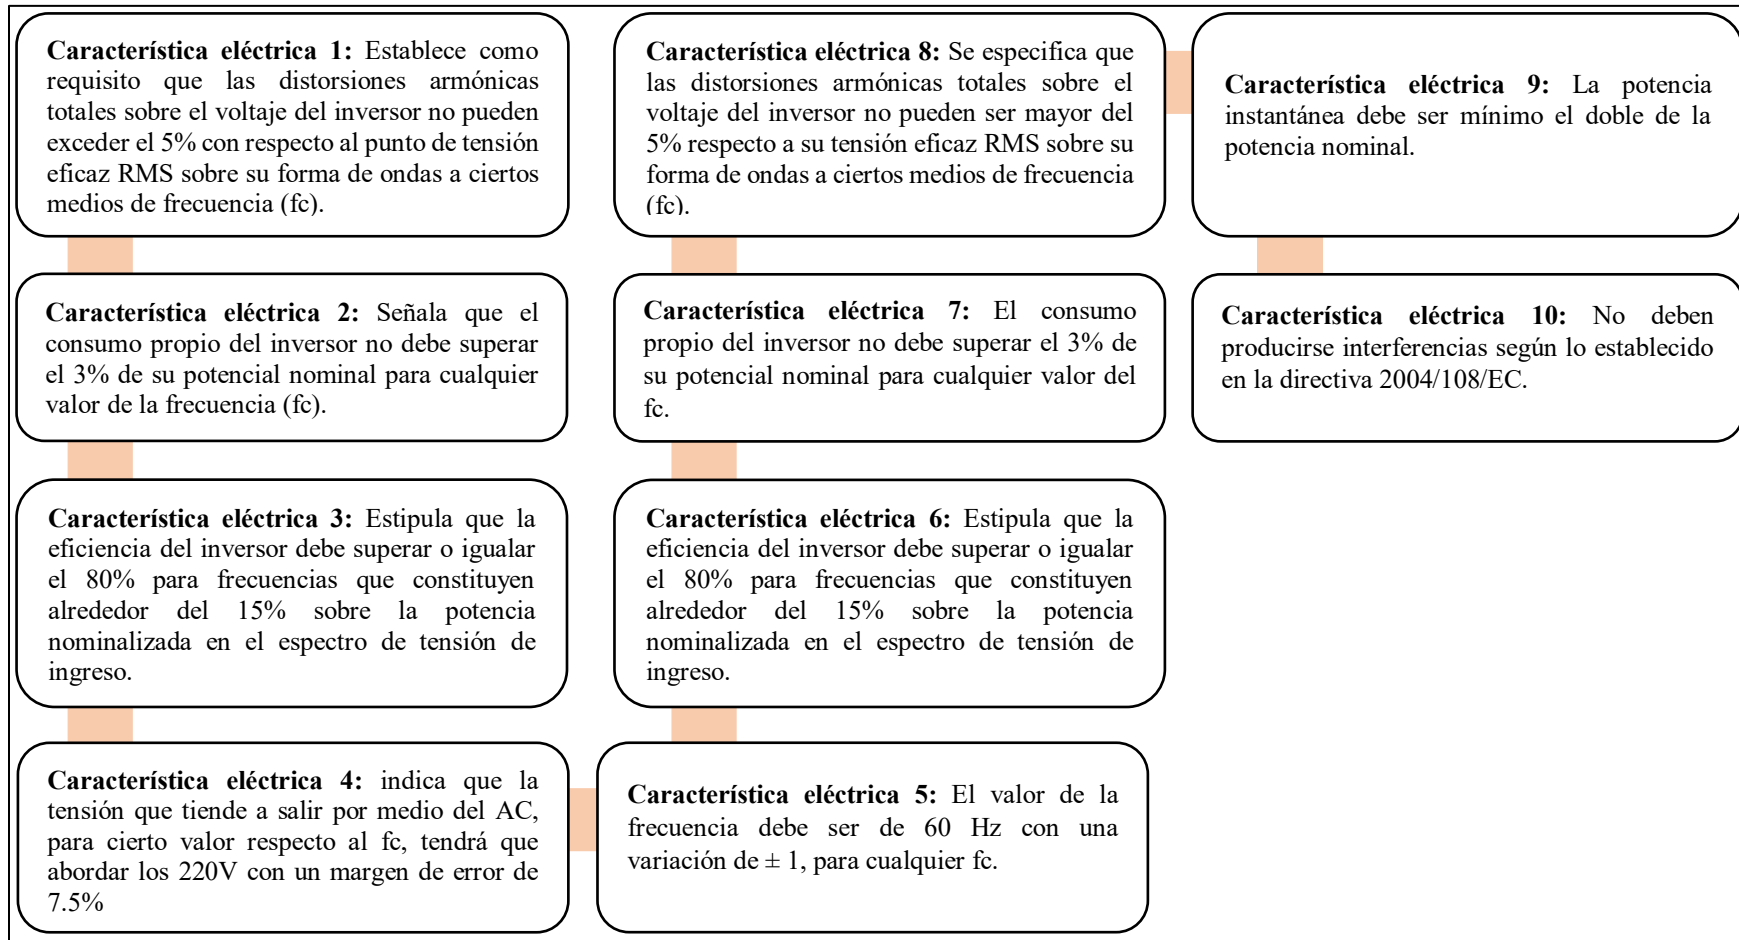 Característica eléctrica 1: Establece como
requisito que las distorsiones armónicas
totales sobre el voltaje del inversor no pueden
exceder el 5% con respecto al punto de tensión
eficaz RMS sobre su forma de ondas a ciertos
medios de frecuencia (fc).
Característica eléctrica 2: Señala que el
consumo propio del inversor no debe superar
el 3% de su potencial nominal para cualquier
valor de la frecuencia (fc).
Característica eléctrica 3: Estipula que la
eficiencia del inversor debe superar o igualar
el 80% para frecuencias que constituyen
alrededor del 15% sobre la potencia
nominalizada en el espectro de tensión de
ingreso.
Característica eléctrica 4: indica que la
tensión que tiende a salir por medio del AC,
para cierto valor respecto al fc, tendrá que
abordar los 220V con un margen de error de
7.5%
Característica eléctrica 5: El valor de la
frecuencia debe ser de 60 Hz con una
variación de ± 1, para cualquier fc.
Característica eléctrica 6: Estipula que la
eficiencia del inversor debe superar o igualar
el 80% para frecuencias que constituyen
alrededor del 15% sobre la potencia
nominalizada en el espectro de tensión de
ingreso.
Característica eléctrica 7: El consumo
propio del inversor no debe superar el 3% de
su potencial nominal para cualquier valor del
fc.
Característica eléctrica 8: Se especifica que
las distorsiones armónicas totales sobre el
voltaje del inversor no pueden ser mayor del
5% respecto a su tensión eficaz RMS sobre su
forma de ondas a ciertos medios de frecuencia
(fc).
Característica eléctrica 9: La potencia
instantánea debe ser mínimo el doble de la
potencia nominal.
Característica eléctrica 10: No deben
producirse interferencias según lo establecido
en la directiva 2004/108/EC.